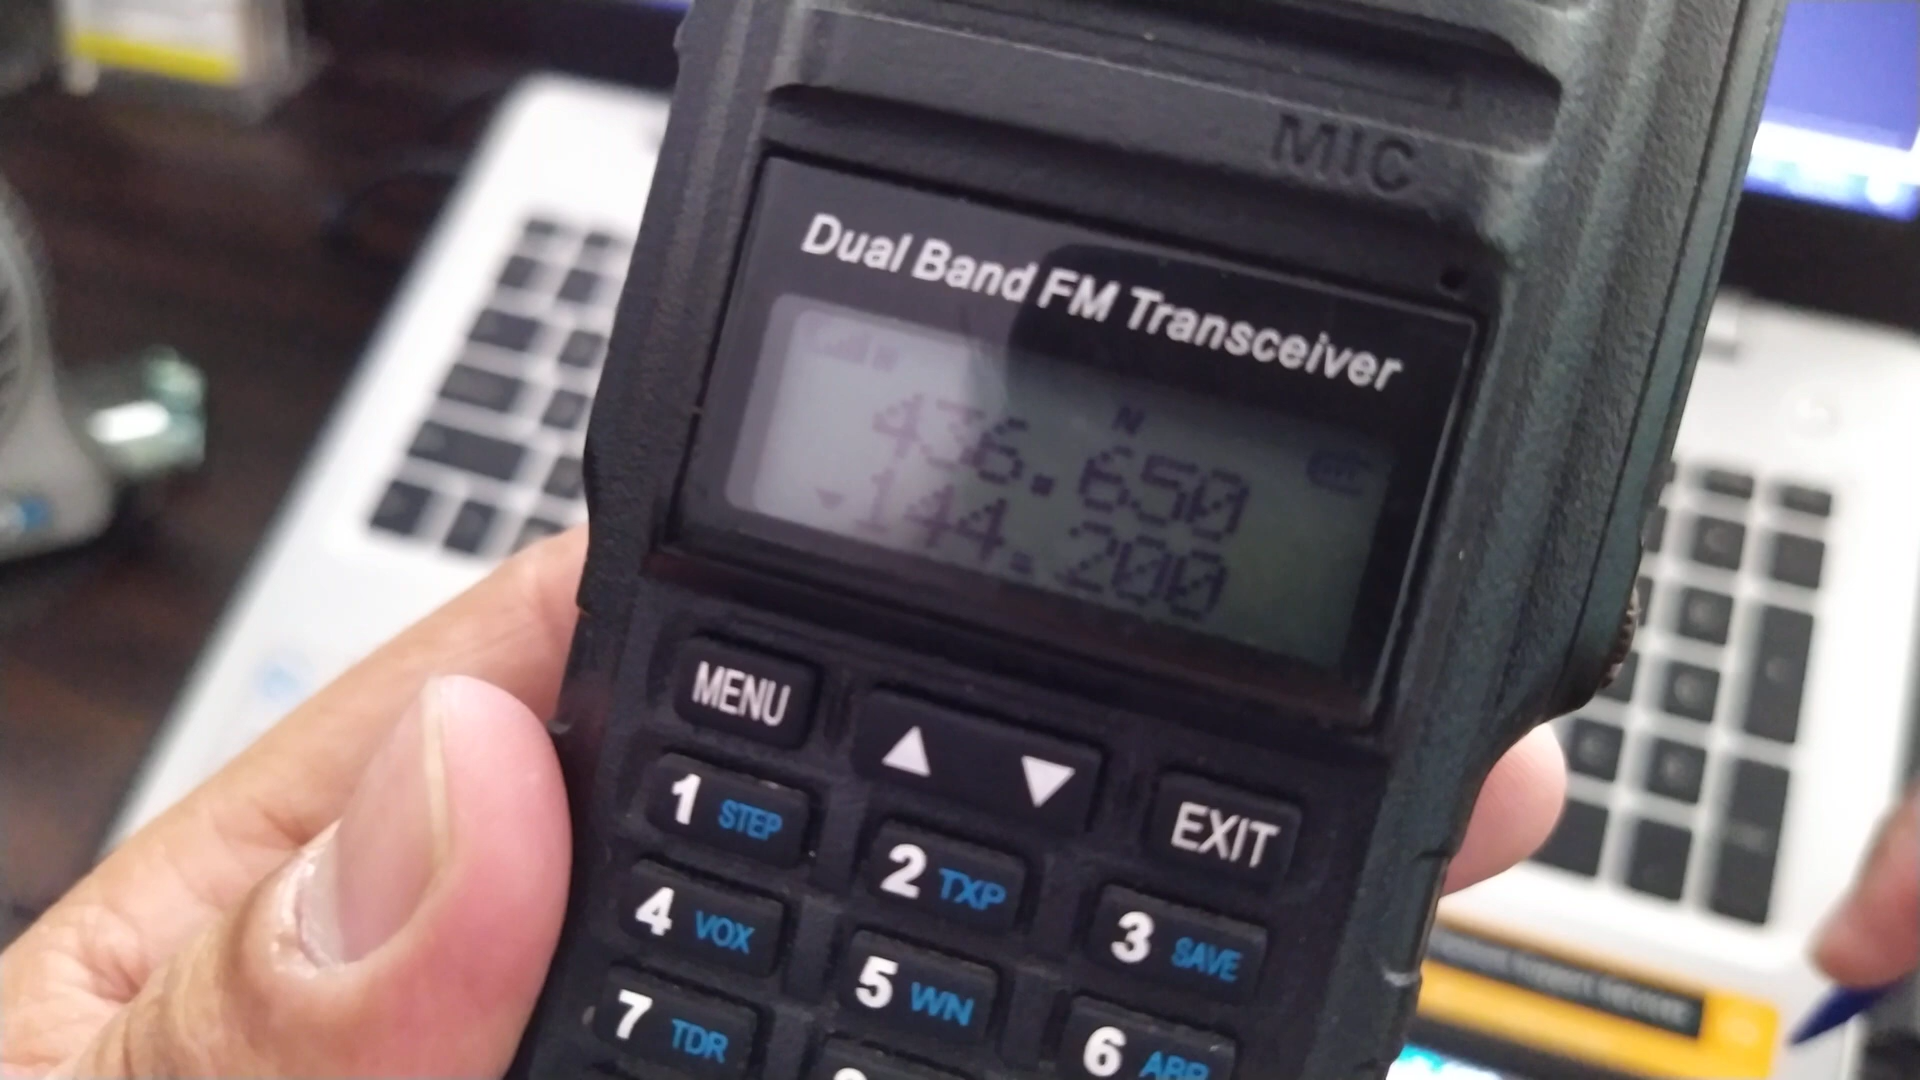 MIC
Dual Band FM Transceiver
N
436.650
144.200
MENU
EXIT
1 STEP
2 TXP
3 SAVE
4 VOX
5 WN
6 ABR
7 TDR